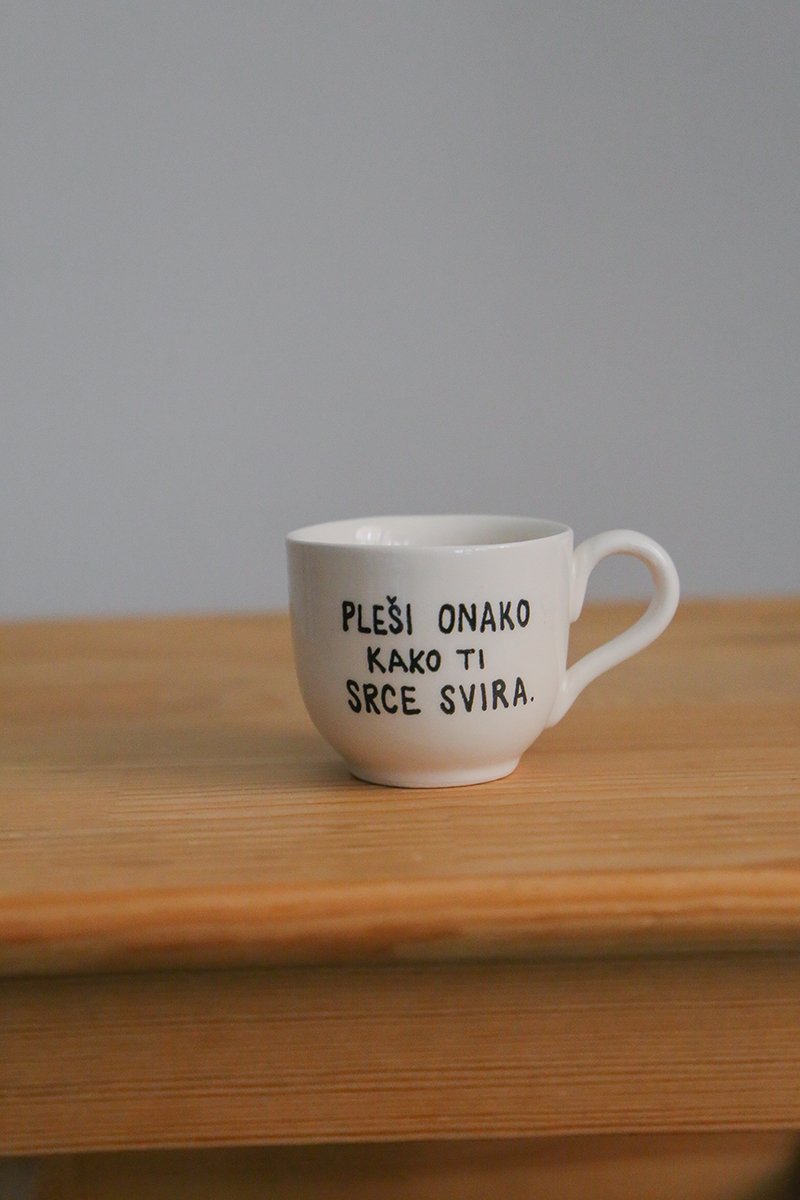 PLEŠI ONAKO
KAKO TI
SRCE SVIRA.